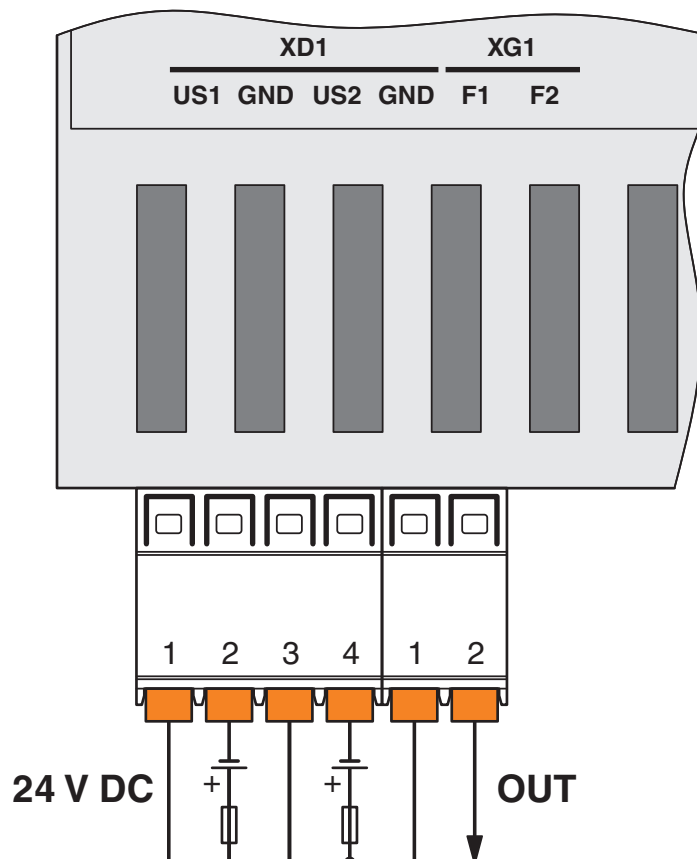 XD1 XG1
US1 GND US2 GND F1 F2
1 2 3 4 1 2
24 V DC + + OUT